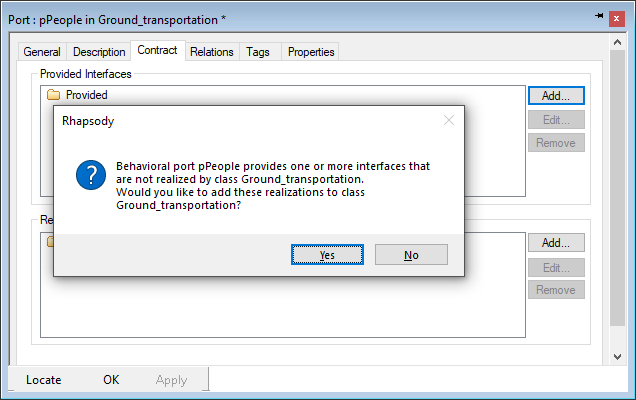 Port : pPeople in Ground_transportation *
x
General Description Contract Relations Tags Properties
Provided Interfaces
Provided
Add...
Edit...
Remove
Rhapsody
Behavioral port pPeople provides one or more interfaces that
are not realized by class Ground_transportation.
Would you like to add these realizations to class
Ground_transportation?
Yes No
Re
Add...
Edit...
Remove
Locate OK Apply